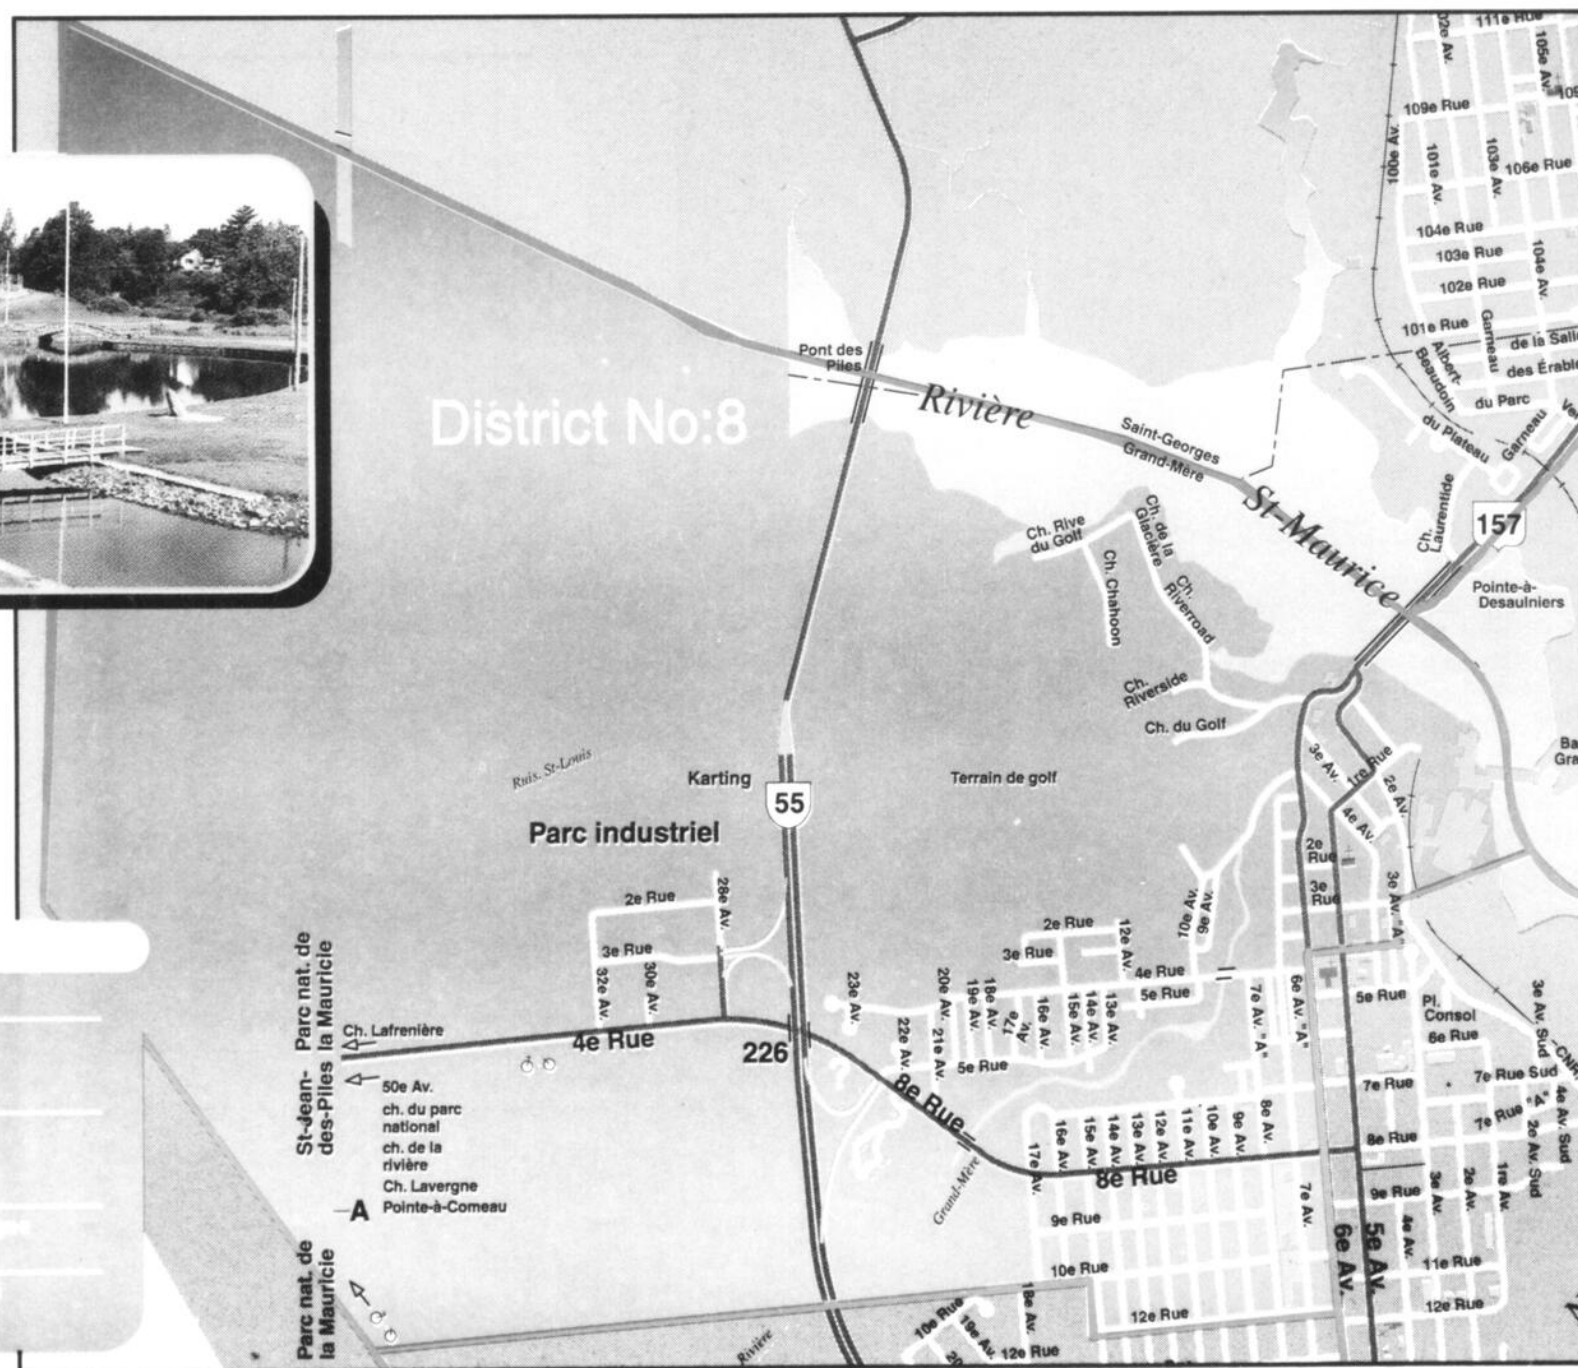 111e Rue
02e Av.
105e Av.
109e Rue
109
100e Av.
101e Av.
103e Av.
106e Rue
104e Rue
103e Rue
104e Av.
102e Rue
101e Rue
Garneau
de la Salle
Albert-
Beaudoin
des Érable
du Parc
du Plateau
Garneau
Pont des
Piles
Rivière
District No:8
Saint-Georges
Grand-Mère
St-Maurice
157
Ch.
Laurentide
Pointe-à-
Desaulniers
Ch. Rive
du Golf
Ch. de la
Glacière
Ch. Chahoon
Ch.
Riverroad
Ch.
Riverside
Ch. du Golf
Ruis. St-Louis
Karting
55
Terrain de golf
Parc industriel
3e Av.
1re Rue
2e Av.
4e Av.
Ba
Gra
2e
Rue
3e
Rue
3e Av. "A"
2e Rue
28e Av.
3e Rue
32e Av.
30e Av.
10e Av.
9e Av.
2e Rue
12e Av.
3e Rue
4e Rue
5e Rue
23e Av.
20e Av.
19e Av.
18e Av.
17e
Av.
16e Av.
15e Av.
14e Av.
13e Av.
22e Av.
21e Av.
5e Rue
7e Av. "A"
6e Av. "A"
5e Rue
Pl.
Consol
6e Rue
3e Av. Sud
CNR
Parc nat. de
la Mauricie
St-Jean-
des-Piles
Ch. Lafrenière
4e Rue
226
8e Rue
50e Av.
ch. du parc
national
ch. de la
rivière
Ch. Lavergne
A
Pointe-à-Comeau
Parc nat. de
la Mauricie
7e Rue
7e Rue Sud
7e Rue "A"
4e Av. Sud
2e Av. Sud
8e Rue
17e Av.
16e Av.
15e Av.
14e Av.
13e Av.
12e Av.
11e Av.
10e Av.
9e Av.
8e Av.
8e Rue
Grand-Mère
7e Av.
9e Rue
3e Av.
2e Av.
1re Av.
4e Av.
9e Rue
6e Av.
5e Av.
10e Rue
11e Rue
12e Rue
12e Rue
18e Av.
10e Rue
19e Av.
20
12e Rue
Rivière